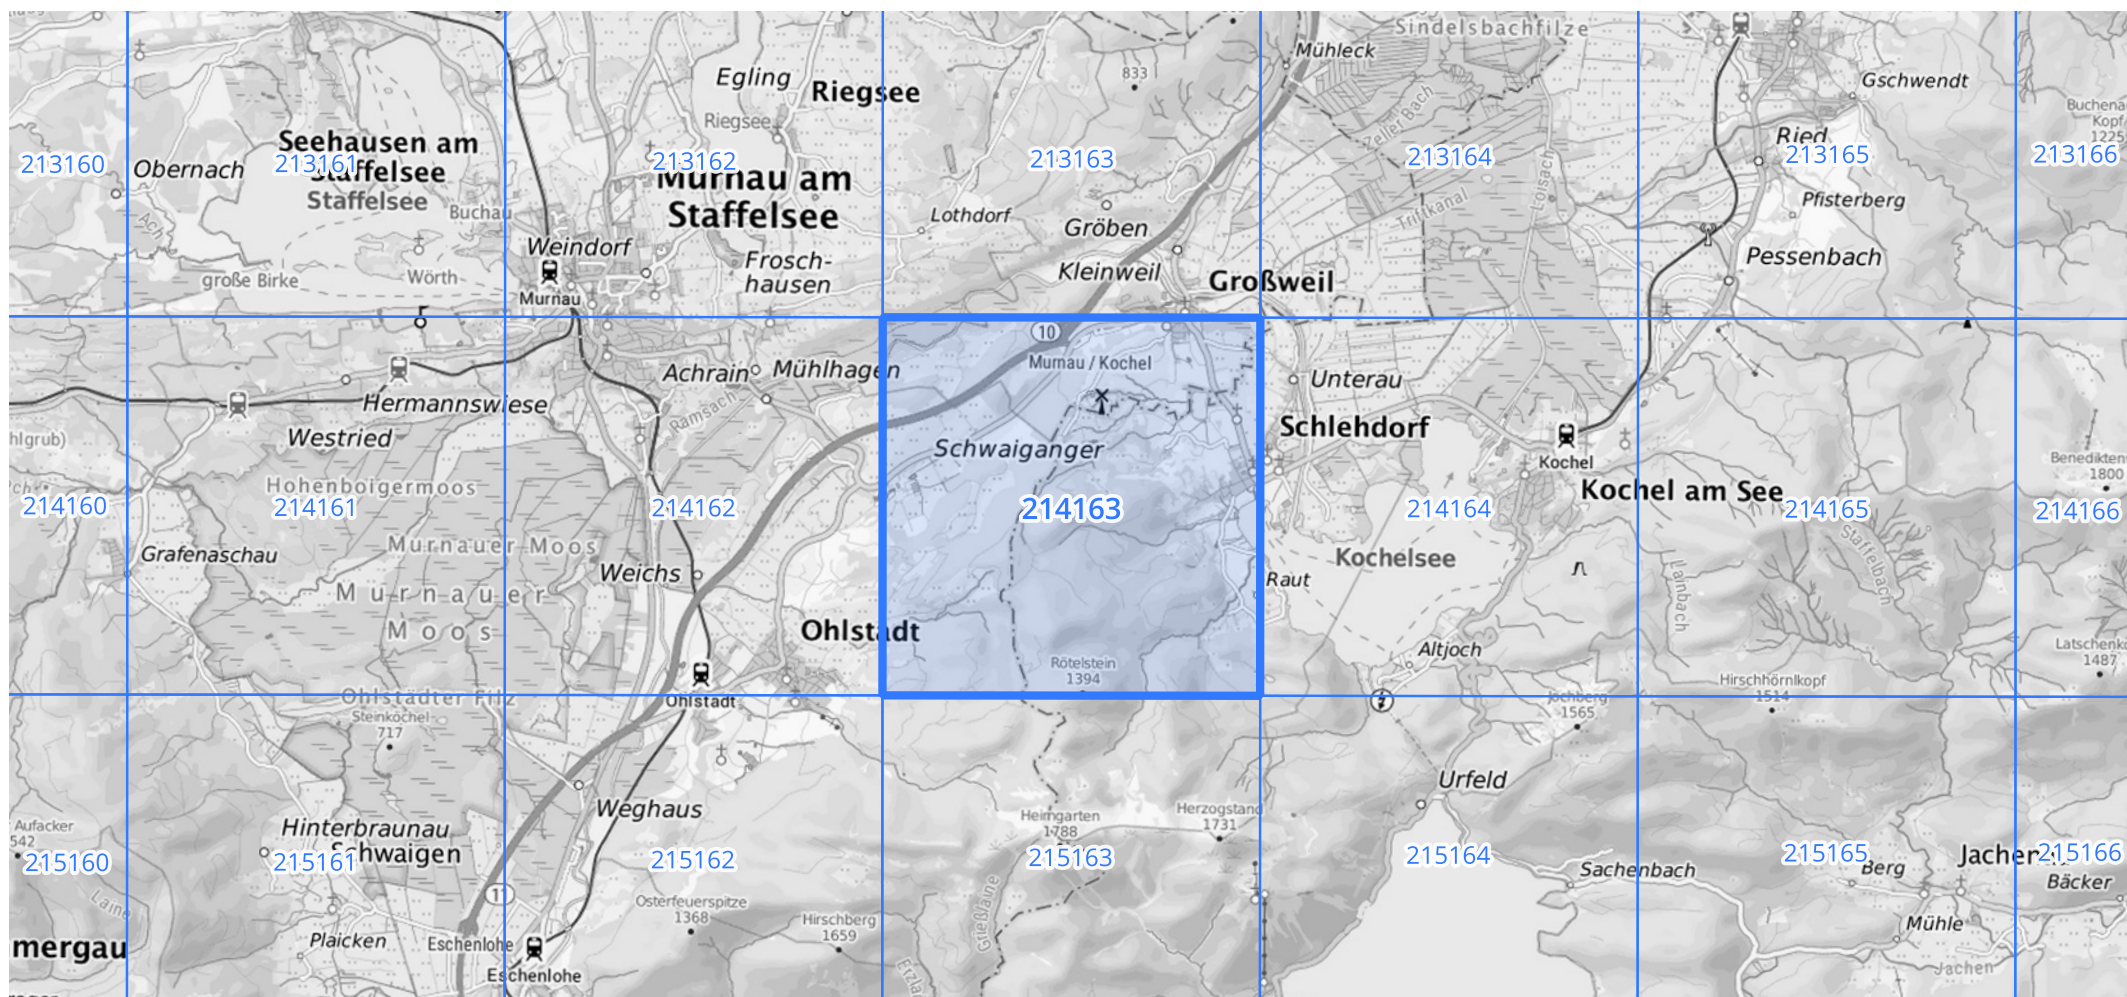 Sindelsbachfilze
Mühleck
Egling
Riegsee
833
Gschwendt
Zeller Bach
Riegsee
Seehausen am
Staffelsee
Staffelsee
Obernach
213160
213161
213162
213163
213164
213165
213166
Ried
Murnau am
Staffelsee
Buchau
Ach
Lothdorf
Gröben
Triftkanal
Loisach
Pfisterberg
Weindorf
Frosch-
hausen
Kleinweil
Großweil
Pessenbach
große Birke
Wörth
Murnau
10
Murnau / Kochel
Achrain
Mühlhagen
Unterau
Hermannswiese
Ramsach
Westried
hlgrub)
Schwaiganger
Schlehdorf
Kochel
Kochel am See
1800
Hohenboigermoos
214160
214161
214162
214163
214164
214165
214166
Grafenaschau
Murnauer Moos
Weichs
Kochelsee
Staffelbach
Lainbach
Raut
Murnauer
Moos
Ohlstadt
Altjoch
Rötelstein
1394
1487
Hirschhörnlkopf
1514
Ohlstädter Filz
Ohlstadt
Steinköchel
717
Jochberg
1565
Urfeld
Weghaus
Heimgarten
1788
Herzogstand
1731
Aufacker
542
Hinterbraunau
Schwaigen
215160
215161
215162
215163
215164
215165
215166
Sachenbach
Berg
Bäcker
Laine
11
Osterfeuerspitze
1368
Hirschberg
1659
Grießlaine
Mühle
mergau
Plaicken
Eschenlohe
Eschenlohe
Jachen